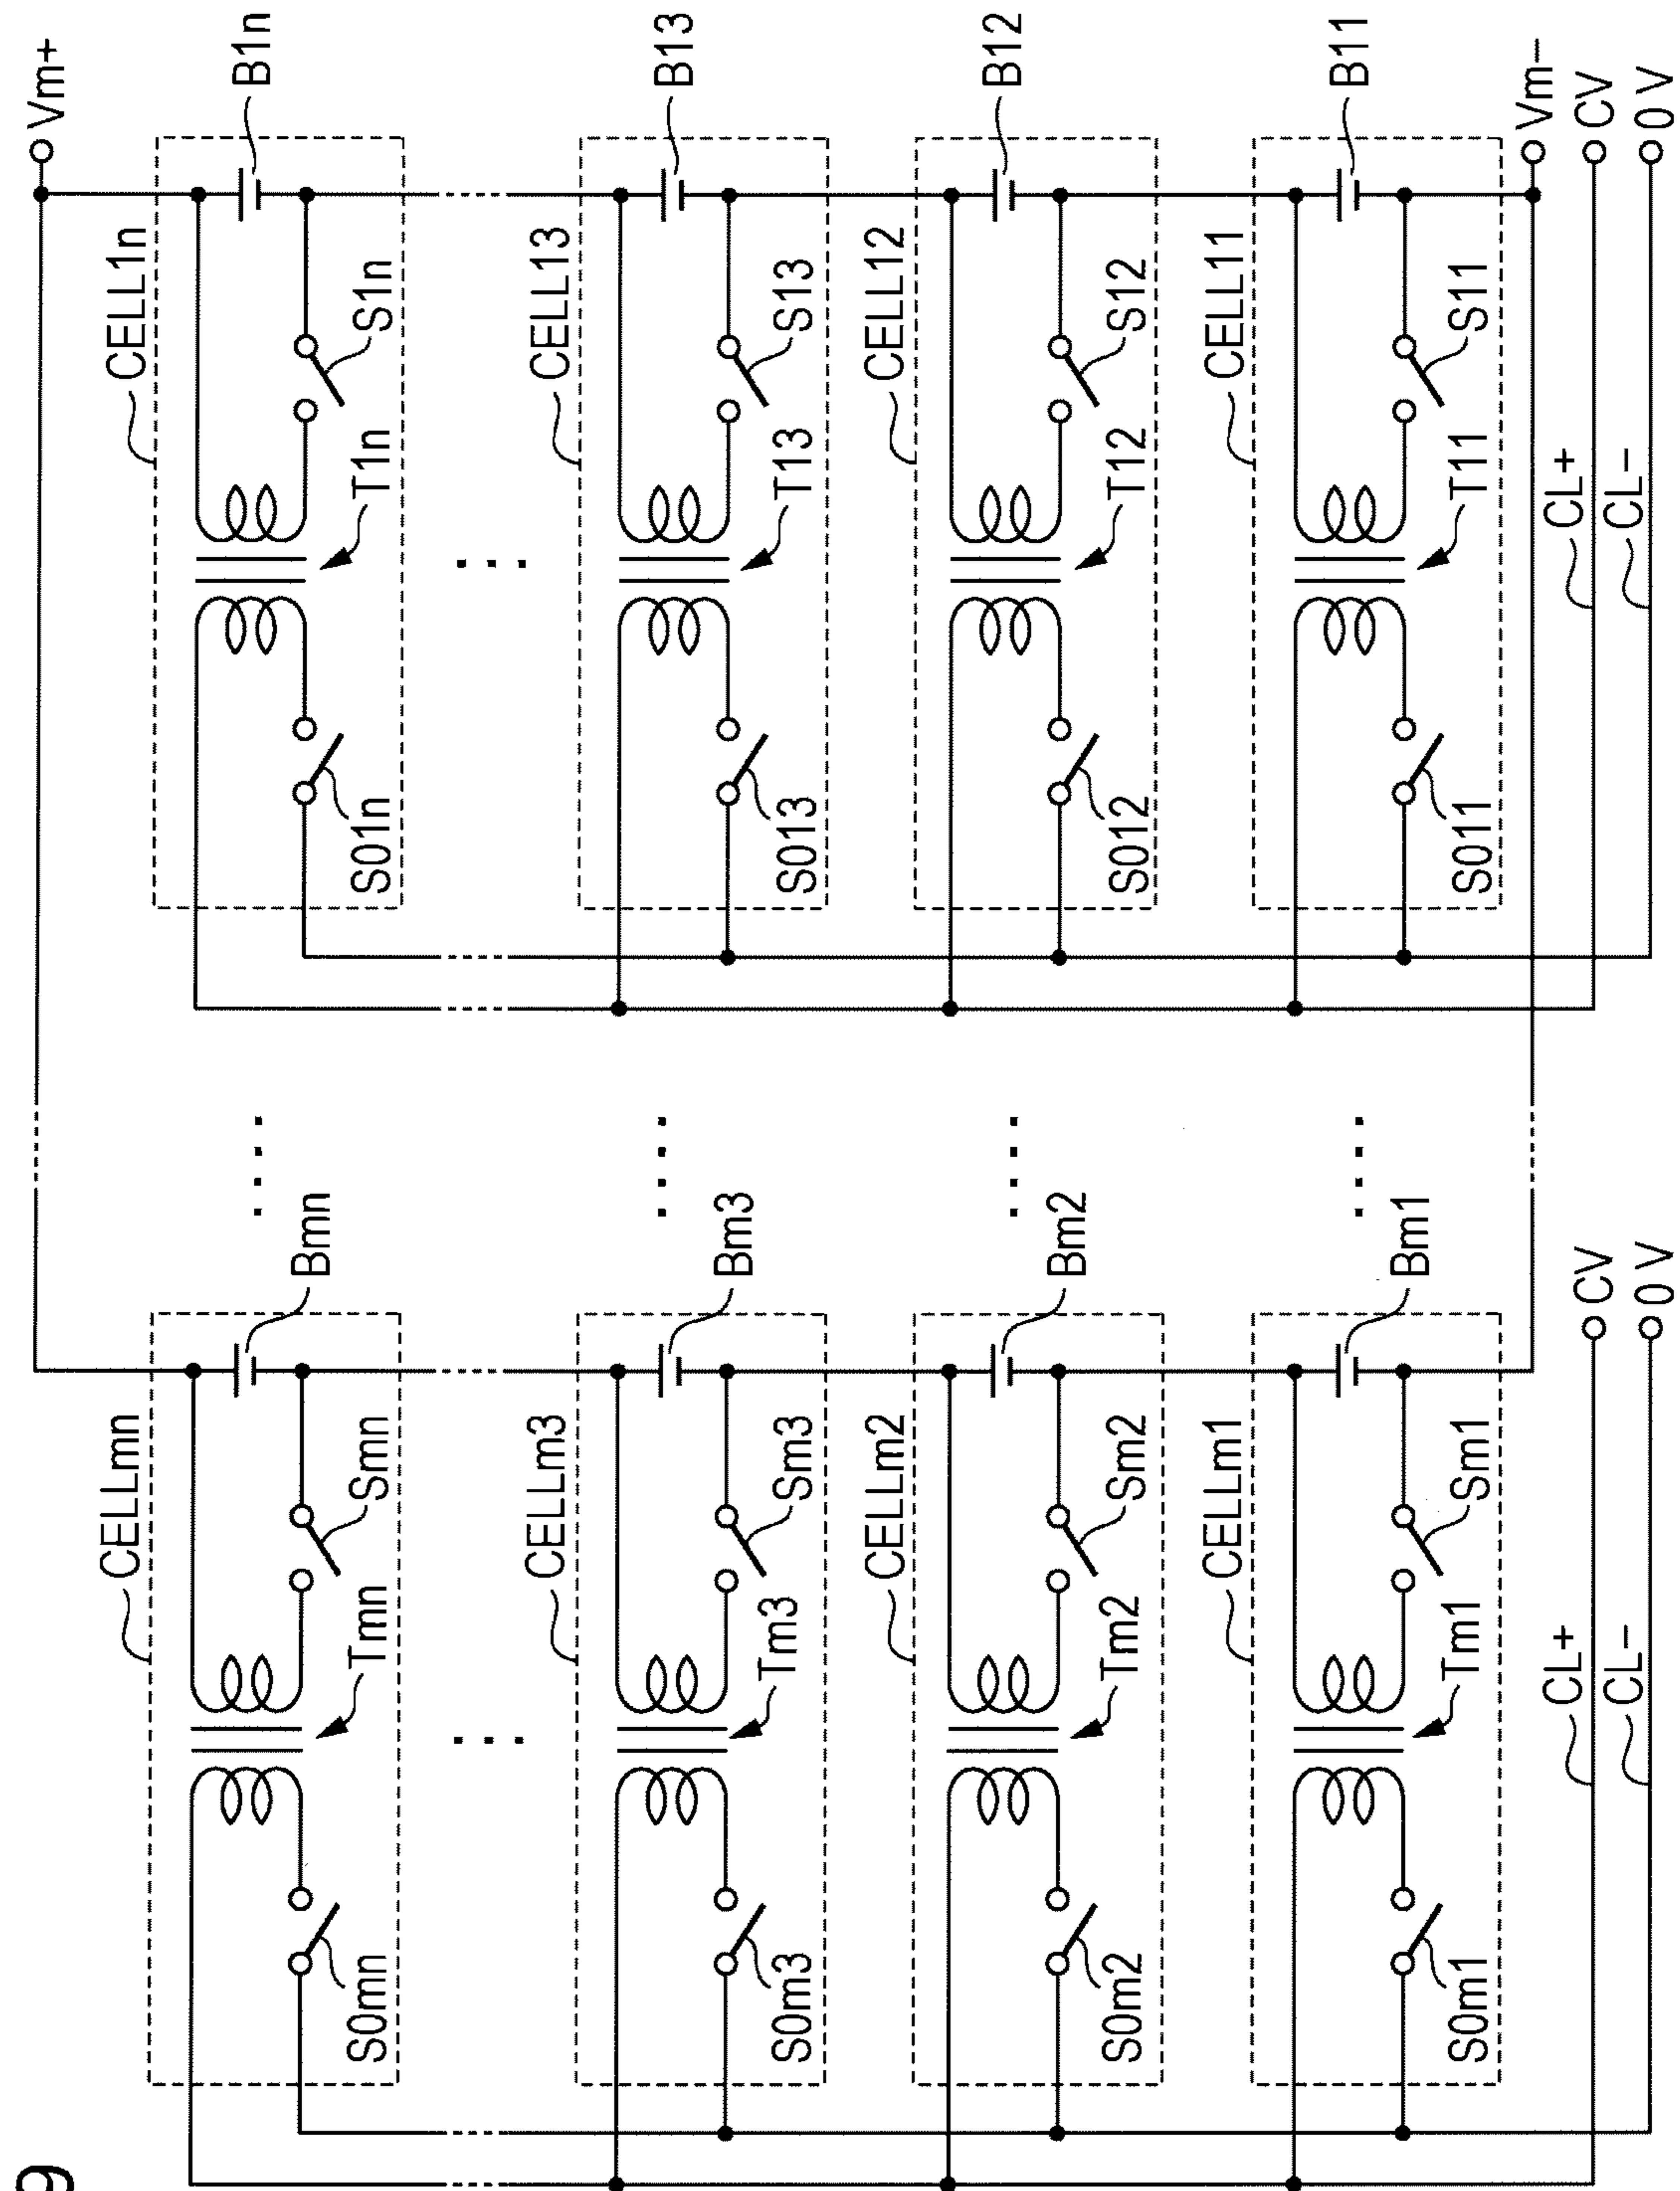 9
Vm+
CELLmn
CELL1n
Bmn
B1n
S0mn
Tmn
Smn
S01n
T1n
S1n
CELLm3
CELL13
Bm3
B13
S0m3
Tm3
Sm3
S013
T13
S13
CELLm2
CELL12
Bm2
B12
S0m2
Tm2
Sm2
S012
T12
S12
CELLm1
CELL11
Bm1
B11
S0m1
Tm1
Sm1
S011
T11
S11
Vm−
CL+
CV
CL+
CV
CL−
0 V
CL−
0 V